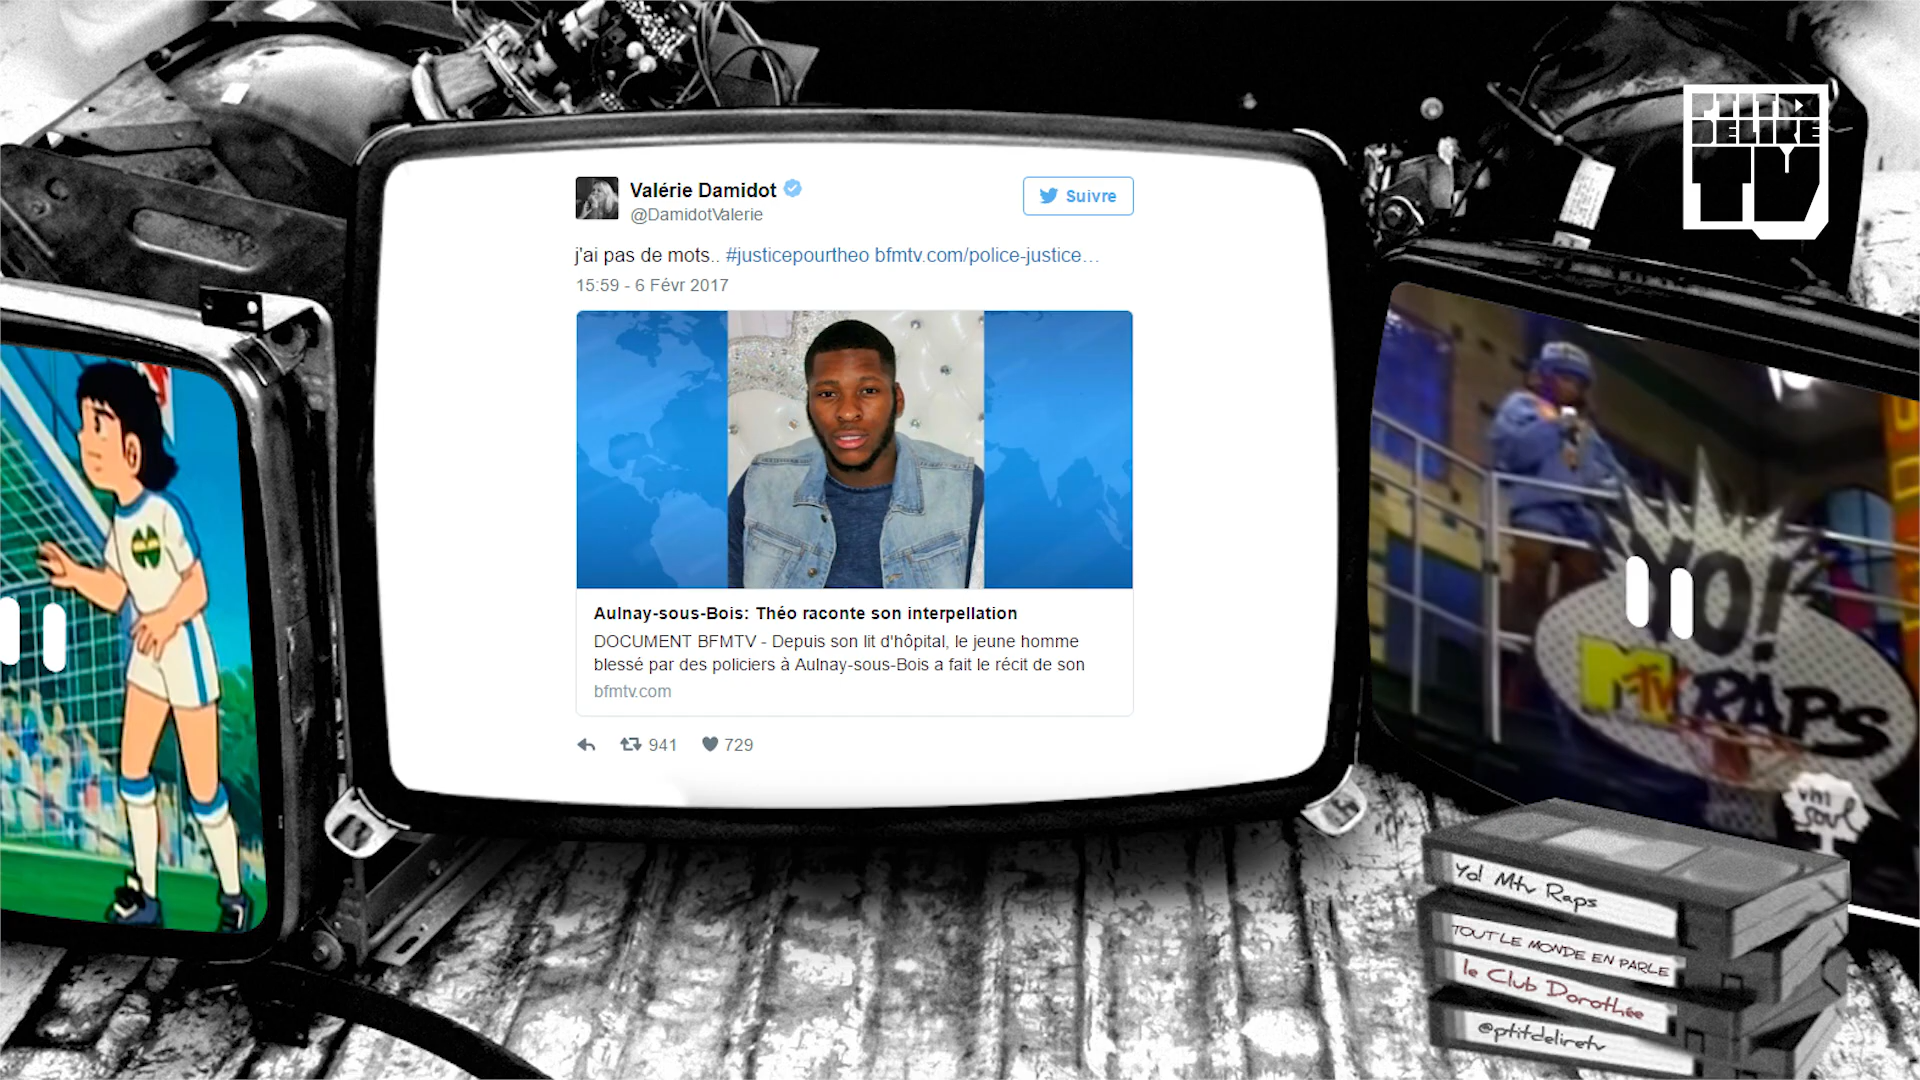 PTIT DELIRE
TV
Valérie Damidot
@DamidotValerie
Suivre
j'ai pas de mots.. #justicepourtheo bfmtv.com/police-justice…
15:59 - 6 Févr 2017
Aulnay-sous-Bois: Théo raconte son interpellation
DOCUMENT BFMTV - Depuis son lit d'hôpital, le jeune homme
blessé par des policiers à Aulnay-sous-Bois a fait le récit de son
bfmtv.com
941
729
YO!
MTV RAPS
VH1
Soul
Yo! Mtv Raps
TOUT LE MONDE EN PARLE
le Club Dorothée
@ptitdeliretv